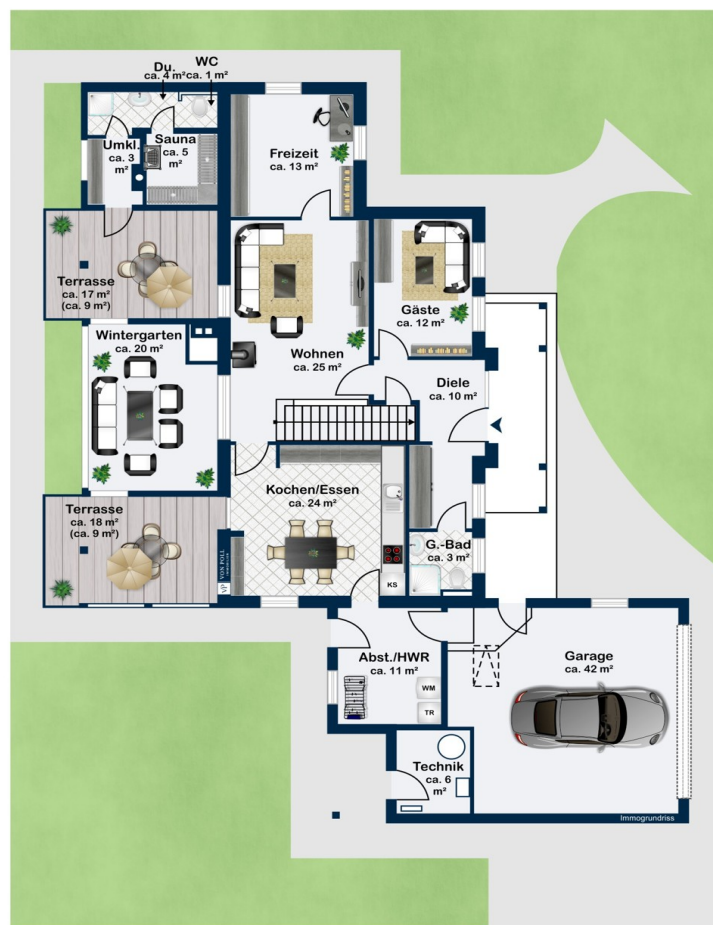 Du.
ca. 4 m²
WC
ca. 1 m²
Umkl.
ca. 3
m²
Sauna
ca. 5
m²
Freizeit
ca. 13 m²
Terrasse
ca. 17 m²
(ca. 9 m²)
Gäste
ca. 12 m²
Wintergarten
ca. 20 m²
Wohnen
ca. 25 m²
Diele
ca. 10 m²
Kochen/Essen
ca. 24 m²
Terrasse
ca. 18 m²
(ca. 9 m²)
VP VON POLL
IMMOBILIEN
G.-Bad
ca. 3 m²
KS
Abst./HWR
ca. 11 m²
WM
TR
Garage
ca. 42 m²
Technik
ca. 6
m²
Immogrundriss